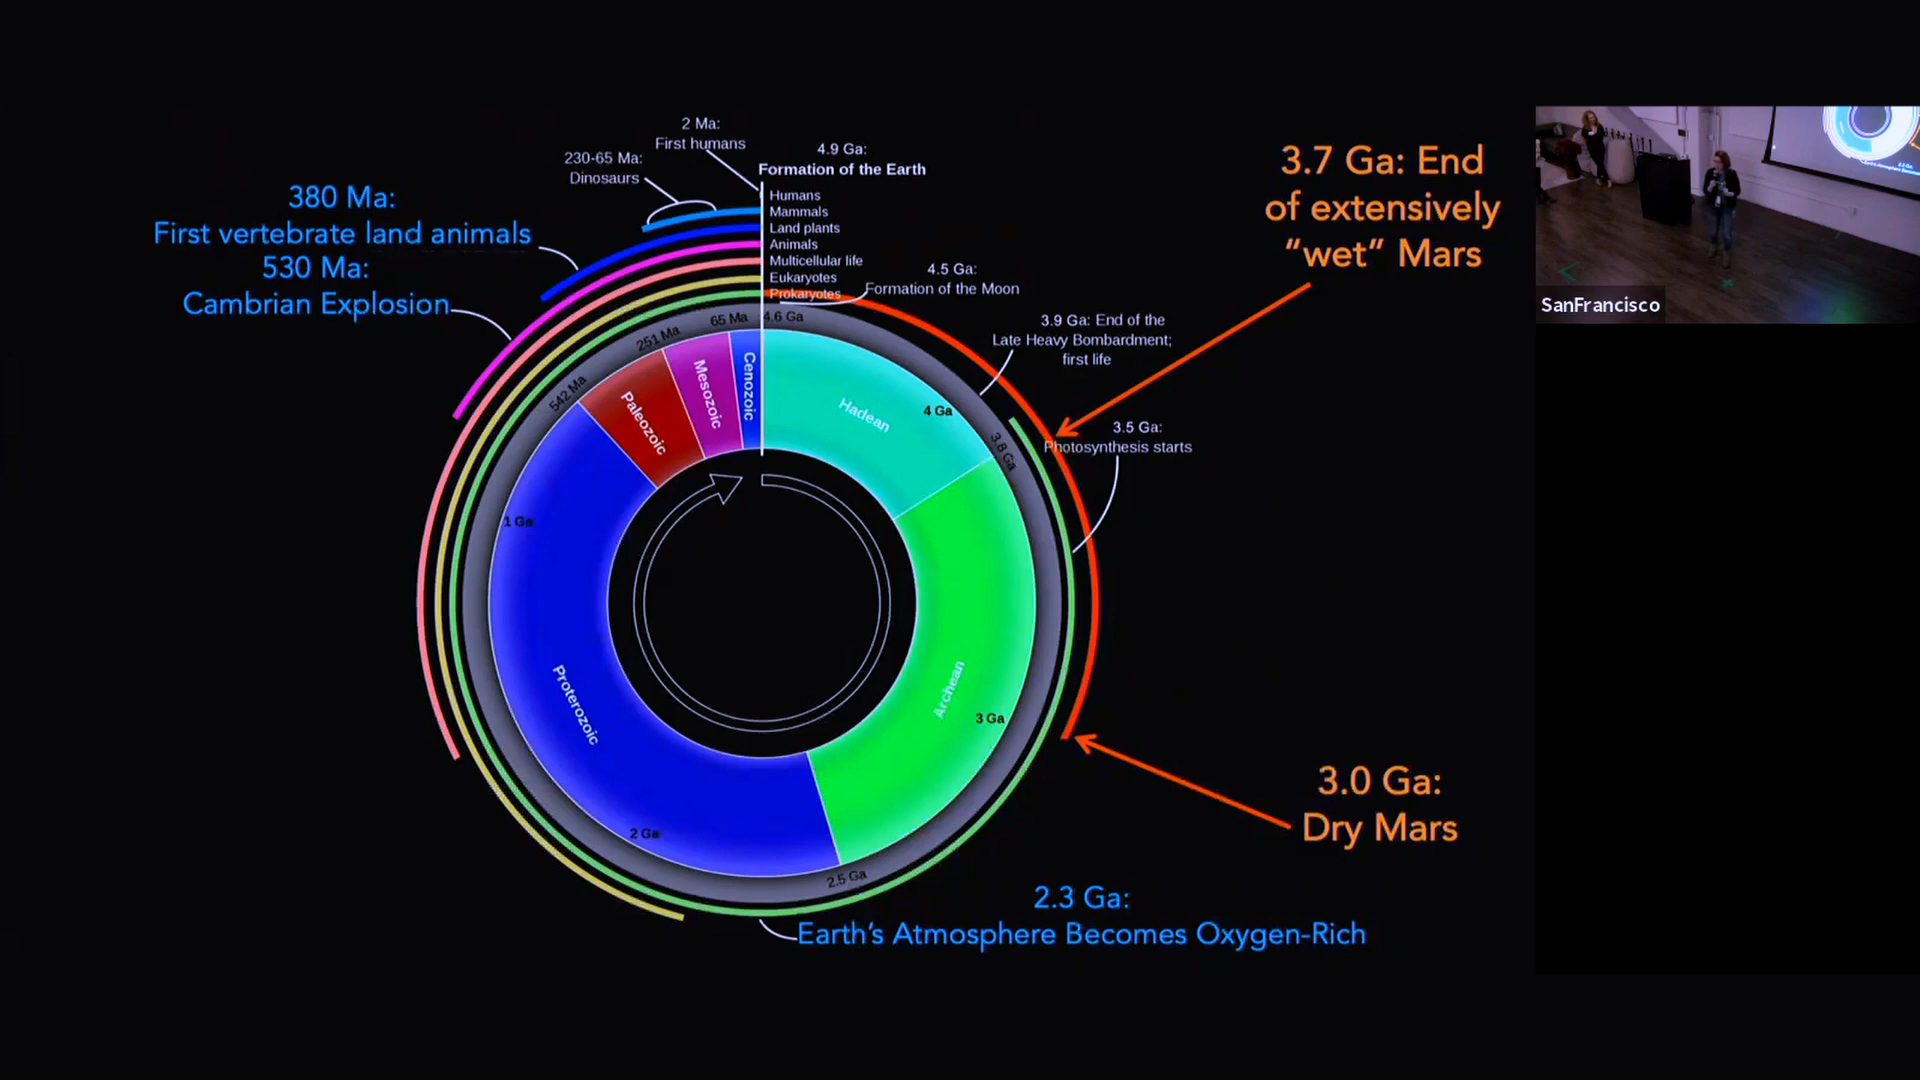 2 Ma:
First humans
4.9 Ga:
Formation of the Earth
230-65 Ma:
Dinosaurs
380 Ma:
First vertebrate land animals
530 Ma:
Cambrian Explosion
Humans
Mammals
Land plants
Animals
Multicellular life
Eukaryotes
Prokaryotes
4.5 Ga:
Formation of the Moon
3.9 Ga: End of the
Late Heavy Bombardment;
first life
3.7 Ga: End
of extensively
“wet” Mars
SanFrancisco
3.5 Ga:
Photosynthesis starts
4.6 Ga
65 Ma
251 Ma
542 Ma
Cenozoic
Mesozoic
Paleozoic
Hadean
4 Ga
3.8 Ga
1 Ga
Proterozoic
Archean
3 Ga
2 Ga
2.5 Ga
3.0 Ga:
Dry Mars
2.3 Ga:
Earth’s Atmosphere Becomes Oxygen-Rich